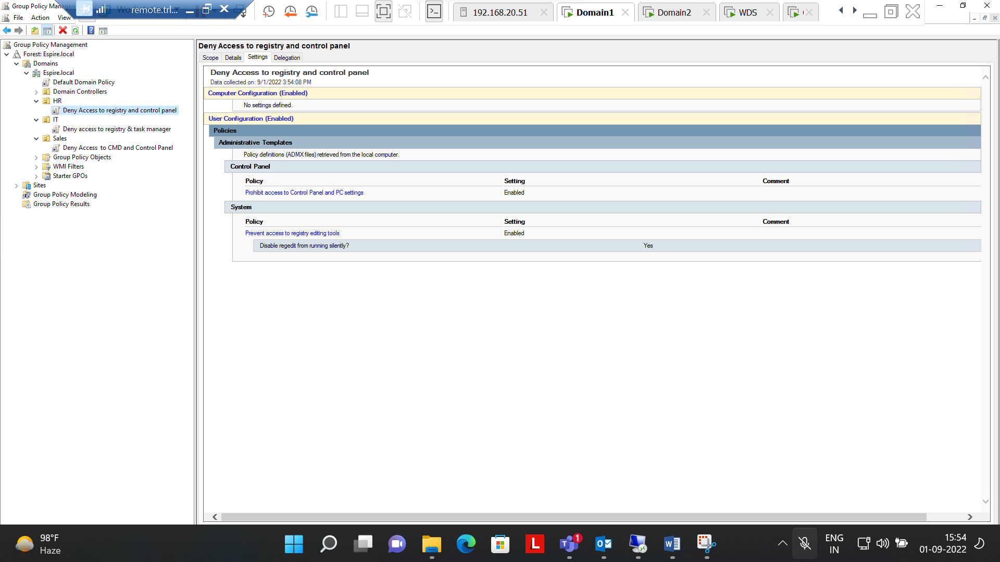 Group Policy Manage
remote.trl...
192.168.20.51
Domain1
Domain2
WDS
File Action View
Group Policy Management
Forest: Espire.local
Domains
Espire.local
Default Domain Policy
Domain Controllers
HR
Deny Access to registry and control panel
IT
Deny access to registry & task manager
Sales
Deny Access  to CMD and Control Panel
Group Policy Objects
WMI Filters
Starter GPOs
Sites
Group Policy Modeling
Group Policy Results
Deny Access to registry and control panel
Scope Details Settings Delegation
Deny Access to registry and control panel
Data collected on: 9/1/2022 3:54:08 PM
Computer Configuration (Enabled)
No settings defined.
User Configuration (Enabled)
Policies
Administrative Templates
Policy definitions (ADMX files) retrieved from the local computer.
Control Panel
Policy Setting Comment
Prohibit access to Control Panel and PC settings Enabled
System
Policy Setting Comment
Prevent access to registry editing tools Enabled
Disable regedit from running silently? Yes
98°F
Haze
L
1
ENG
IN
15:54
01-09-2022